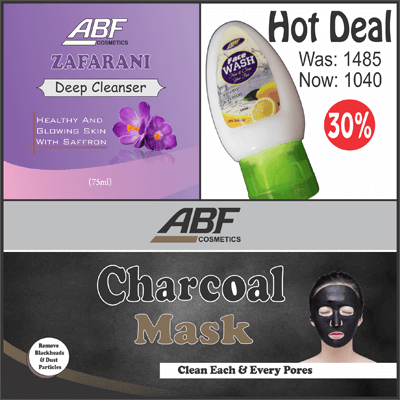 ABF
COSMETICS
ZAFARANI
Deep Cleanser
HEALTHY AND
GLOWING SKIN
WITH SAFFRON
(75ml)
Hot Deal
Was: 1485
Now: 1040
30%
Face
WASH
ABF
COSMETICS
Charcoal
Mask
Remove
Blackheads
& Dust
Particles
Clean Each & Every Pores